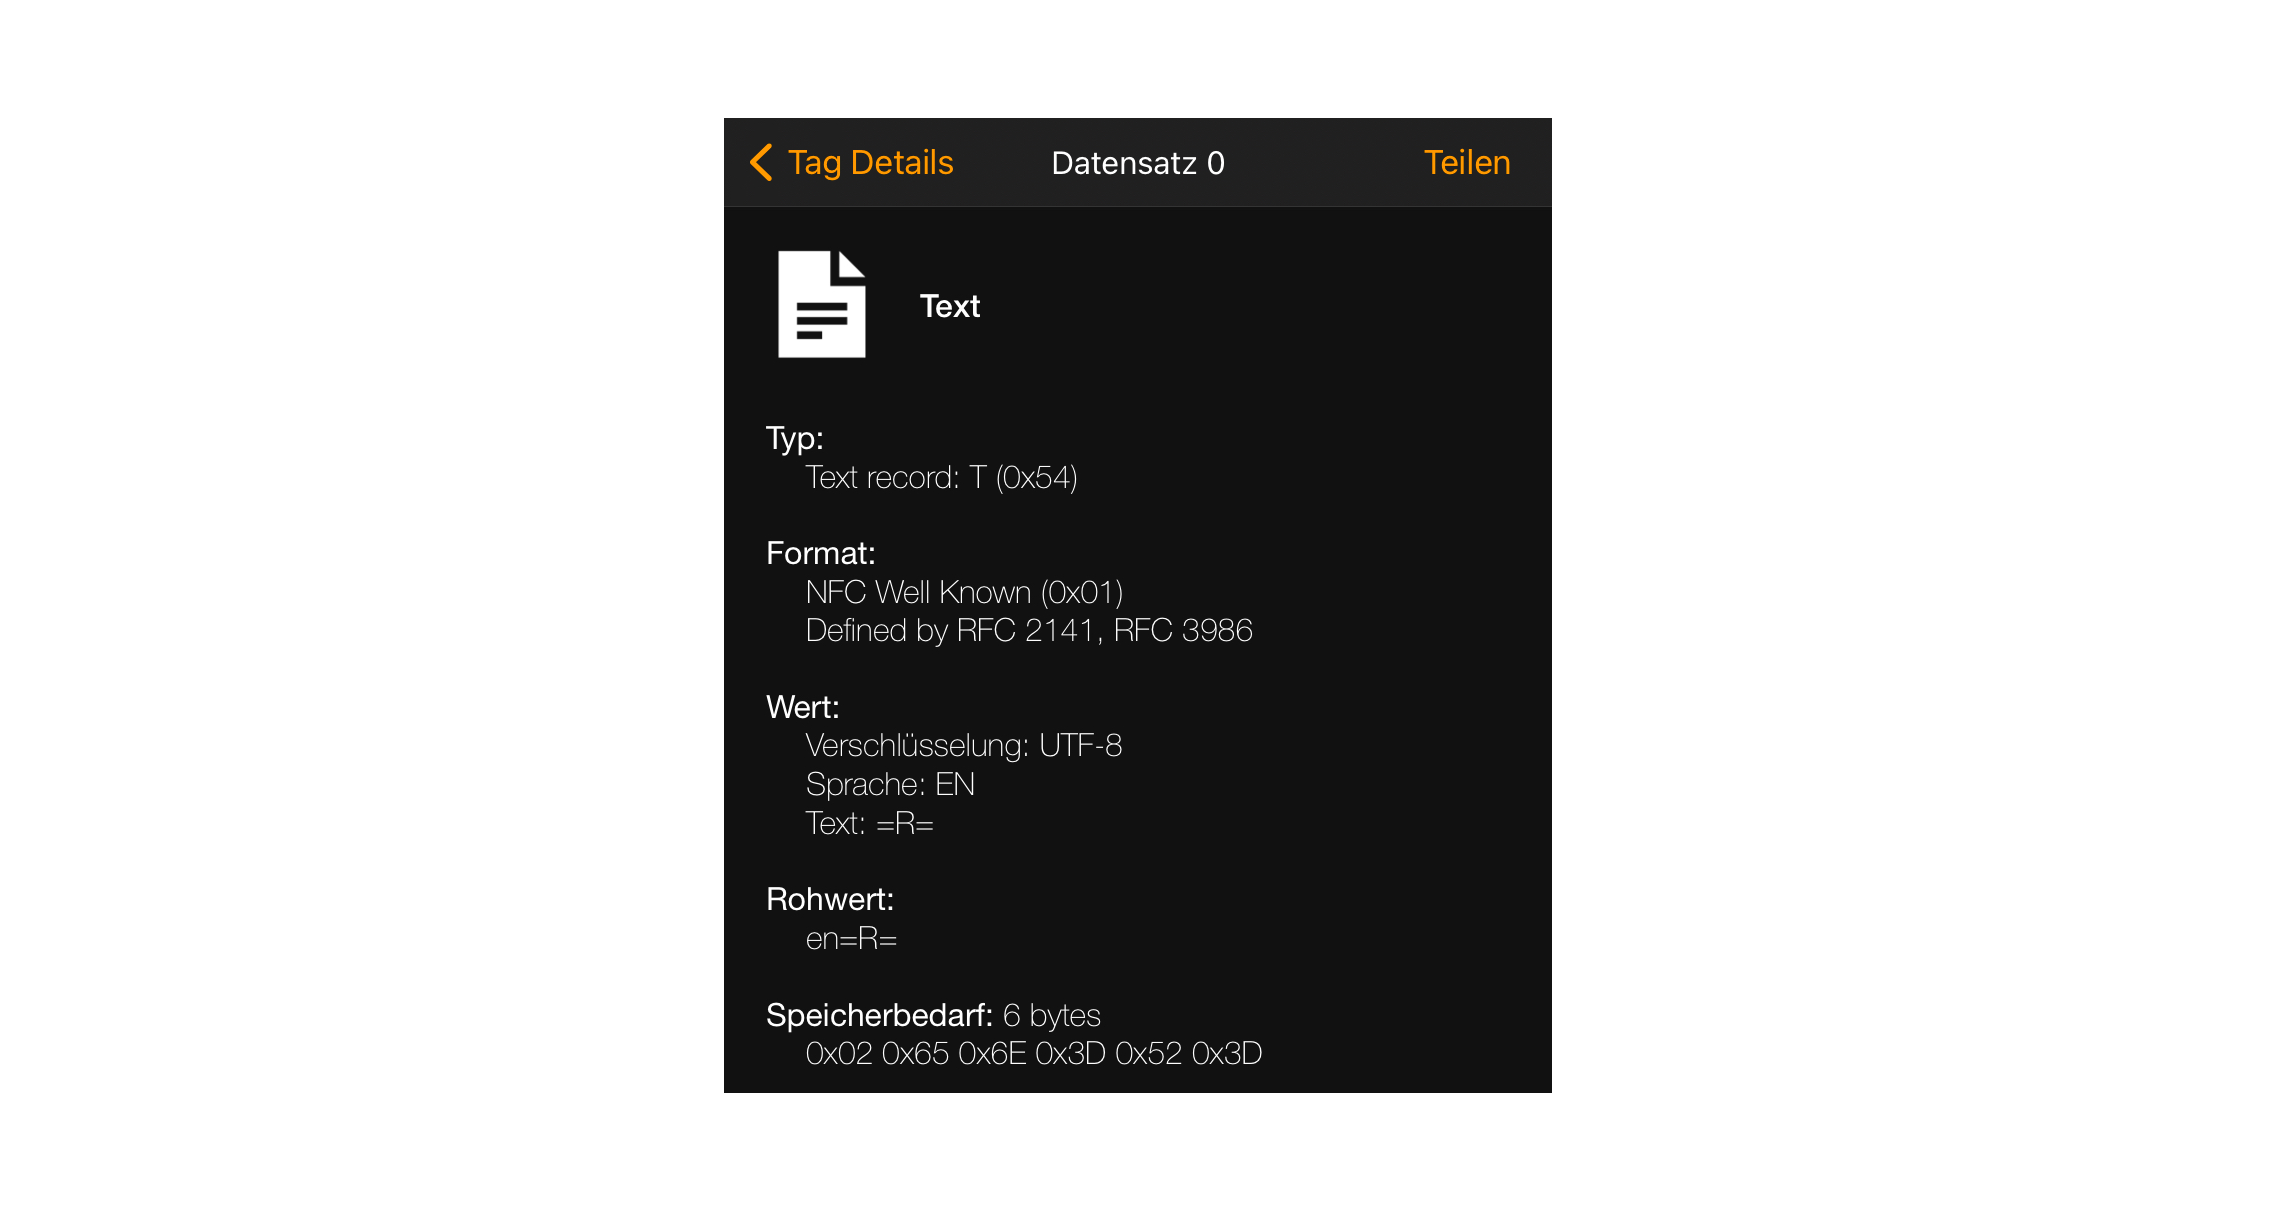 Tag Details
Datensatz 0
Teilen
Text
Typ:
Text record: T (0x54)
Format:
NFC Well Known (0x01)
Defined by RFC 2141, RFC 3986
Wert:
Verschlüsselung: UTF-8
Sprache: EN
Text: =R=
Rohwert:
en=R=
Speicherbedarf: 6 bytes
0x02 0x65 0x6E 0x3D 0x52 0x3D